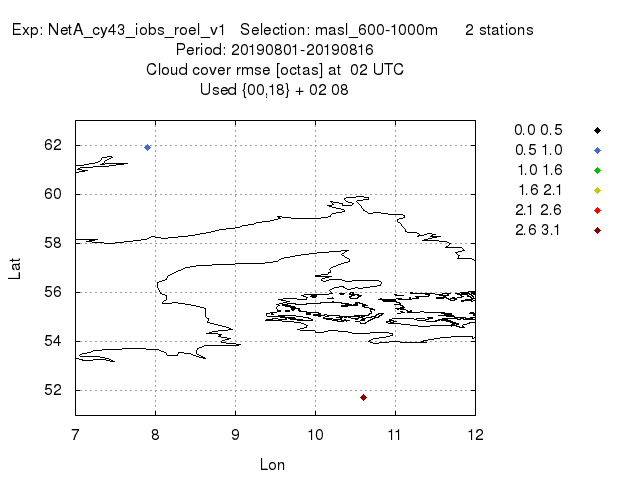 Exp: NetA_cy43_iobs_roel_v1 Selection: masl_600-1000m 2 stations
Period: 20190801-20190816
Cloud cover rmse [octas] at 02 UTC
Used {00,18} + 02 08
0.0 0.5
0.5 1.0
1.0 1.6
1.6 2.1
2.1 2.6
2.6 3.1
62
60
58
56
54
52
Lat
7 8 9 10 11 12
Lon